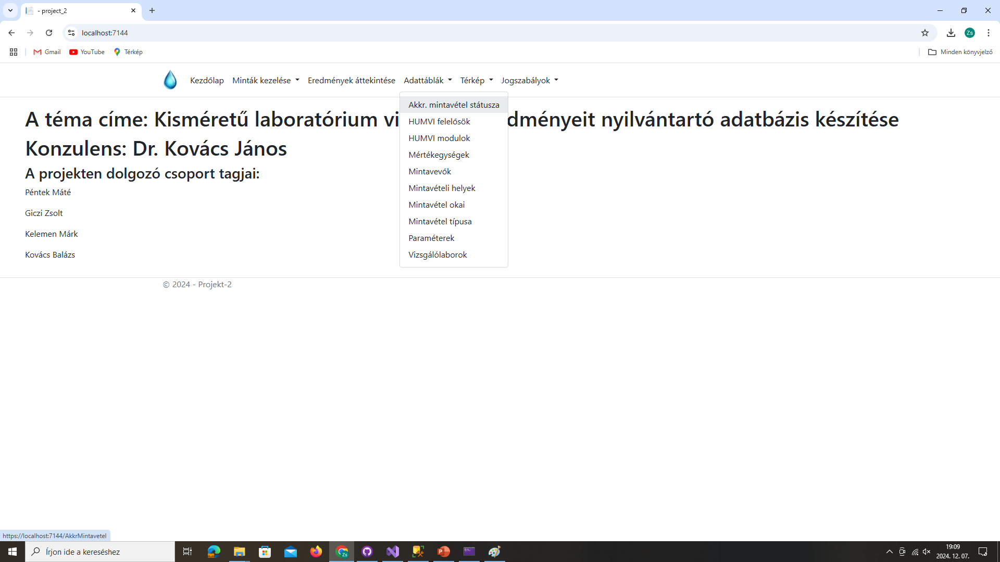 - project_2
localhost:7144
Gmail
YouTube
Térkép
Minden könyvjelző
Kezdőlap
Minták kezelése
Eredmények áttekintése
Adattáblák
Térkép
Jogszabályok
Akkr. mintavétel státusza
HUMVI felelősök
HUMVI modulok
Mértékegységek
Mintavevők
Mintavételi helyek
Mintavétel okai
Mintavétel típusa
Paraméterek
Vizsgálólaborok
A téma címe: Kisméretű laboratórium vi dményeit nyilvántartó adatbázis készítése
Konzulens: Dr. Kovács János
A projekten dolgozó csoport tagjai:
Péntek Máté
Giczi Zsolt
Kelemen Márk
Kovács Balázs
© 2024 - Projekt-2
https://localhost:7144/AkkrMintavetel
Írjon ide a kereséshez
19:09
2024. 12. 07.
Zs
Zs